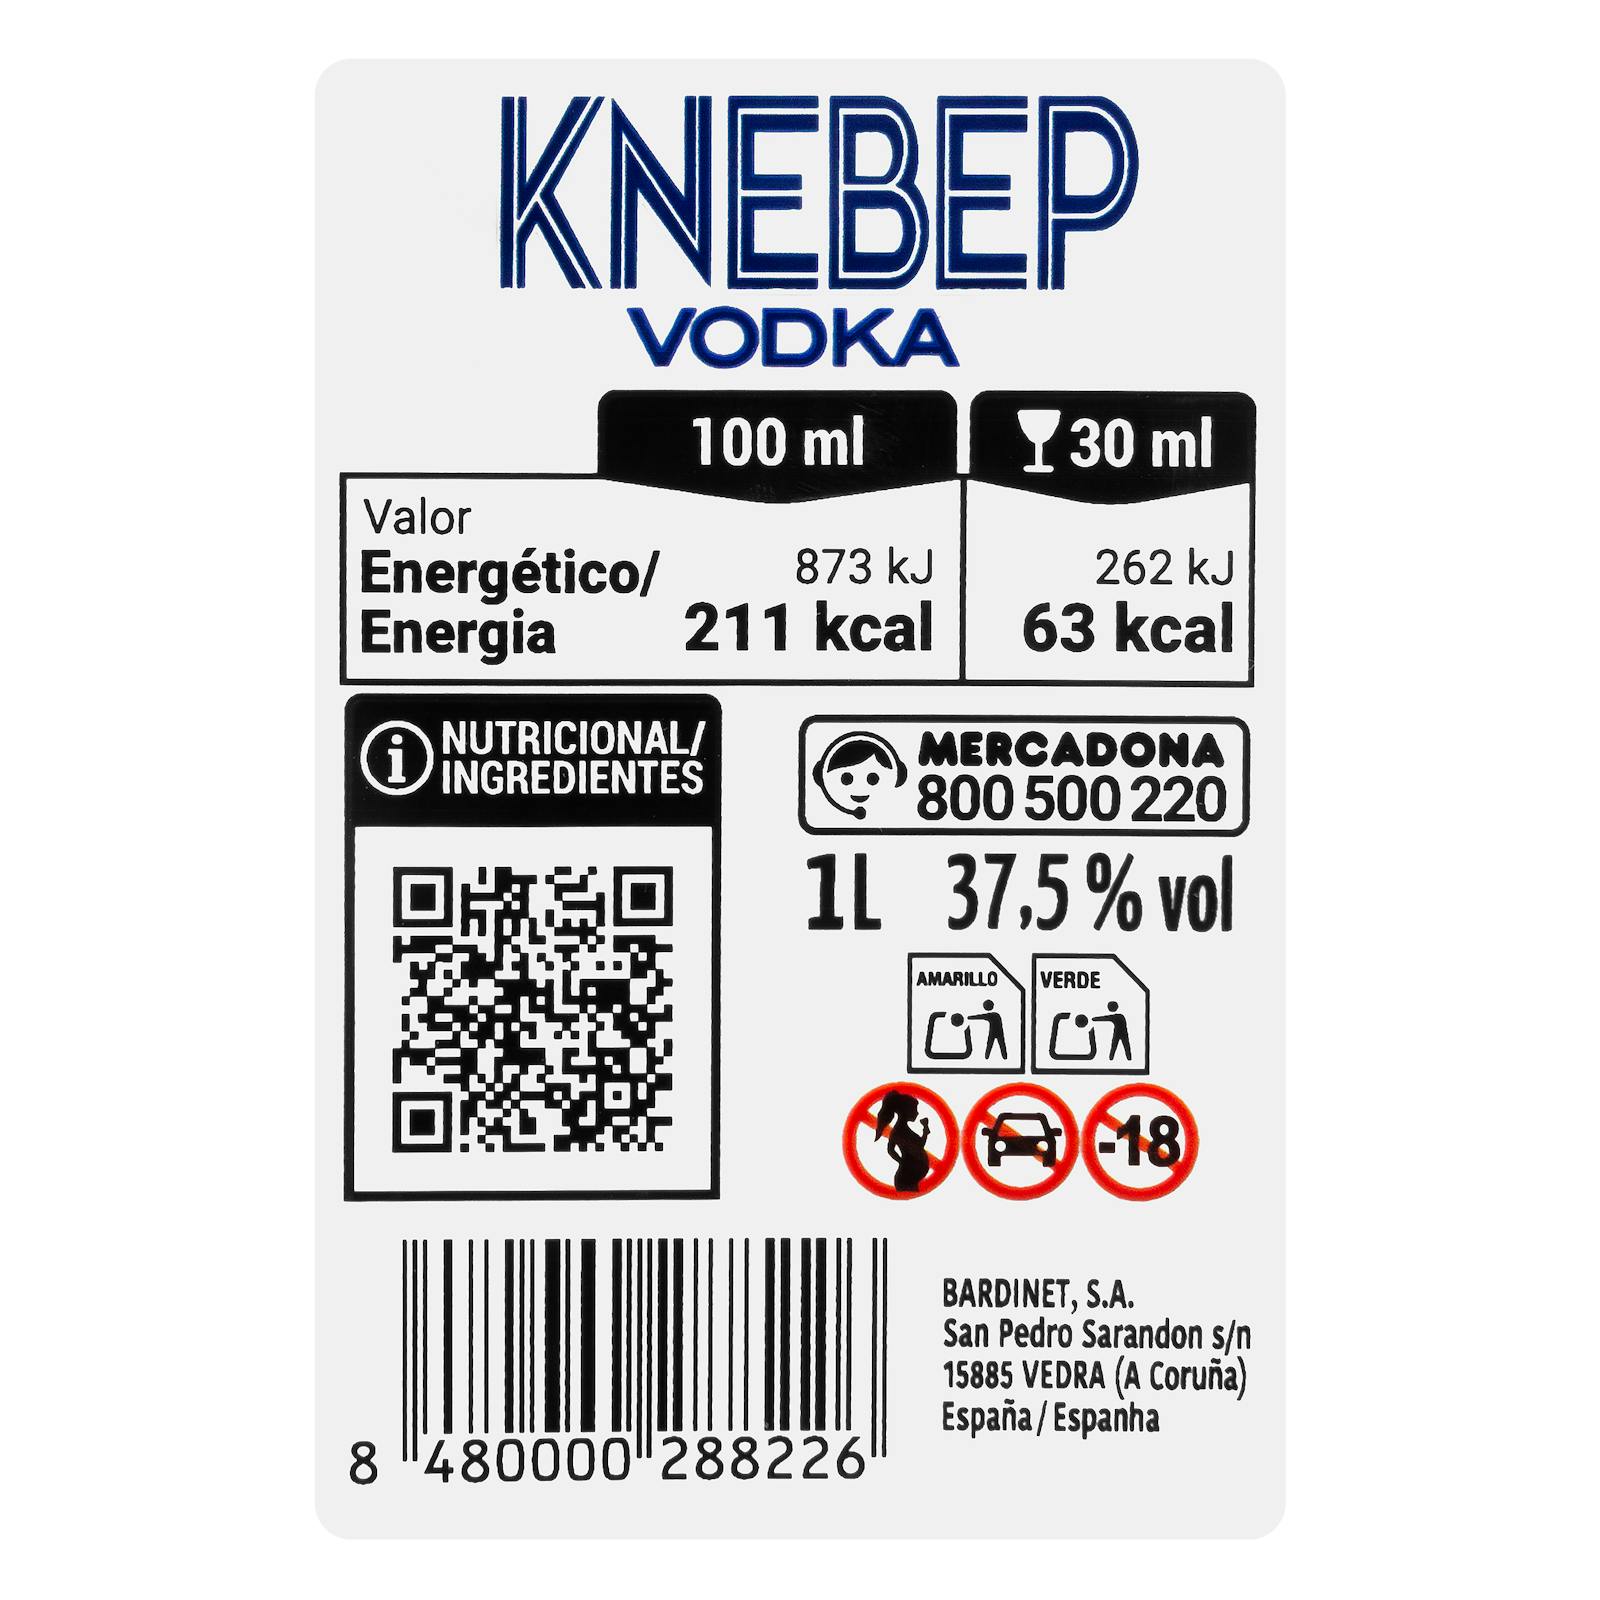 KNEBEP
VODKA
100 ml
30 ml
Valor
Energético/
Energia
873 kJ
211 kcal
262 kJ
63 kcal
i NUTRICIONAL/
INGREDIENTES
MERCADONA
800 500 220
1L 37,5 % vol
AMARILLO
VERDE
-18
8 480000 288226
BARDINET, S.A.
San Pedro Sarandon s/n
15885 VEDRA (A Coruña)
España / Espanha